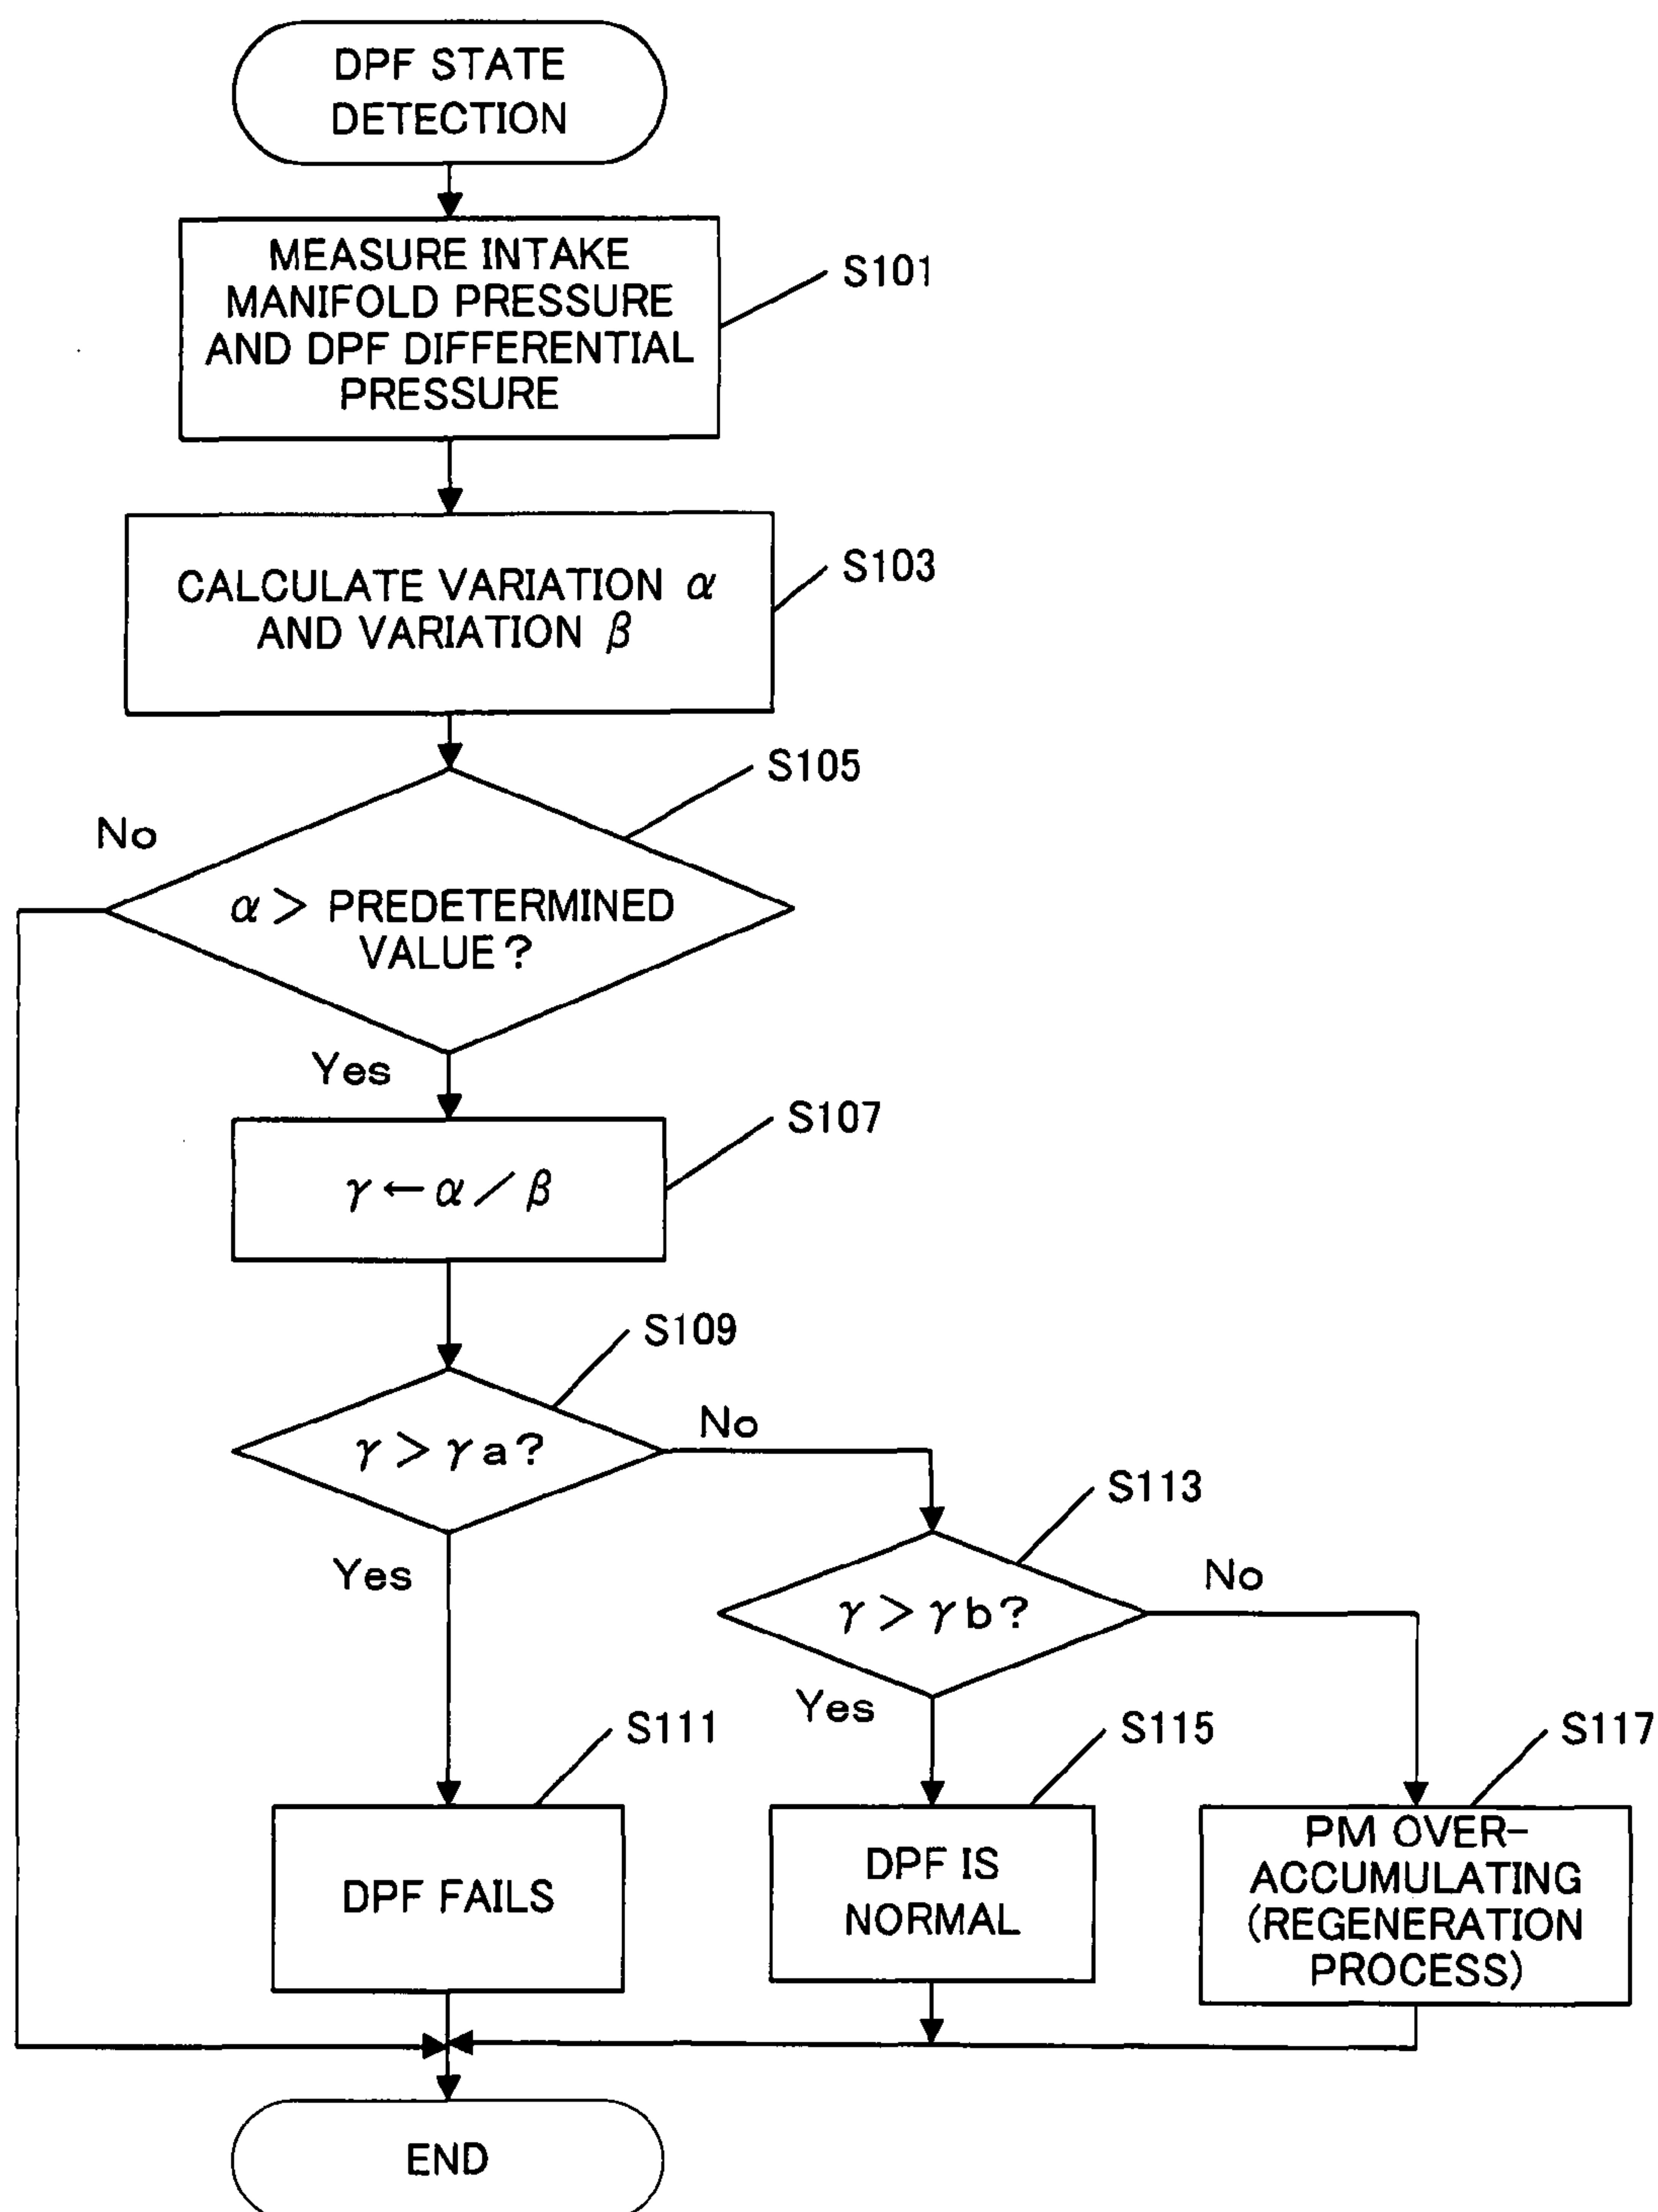 DPF STATE
DETECTION
MEASURE INTAKE
MANIFOLD PRESSURE
AND DPF DIFFERENTIAL
PRESSURE
S101
CALCULATE VARIATION α
AND VARIATION β
S103
S105
No
α > PREDETERMINED
VALUE?
Yes
S107
γ ← α / β
S109
γ > γa?
No
S113
Yes
γ > γb?
No
Yes
S111
S115
S117
DPF FAILS
DPF IS
NORMAL
PM OVER-
ACCUMULATING
(REGENERATION
PROCESS)
END